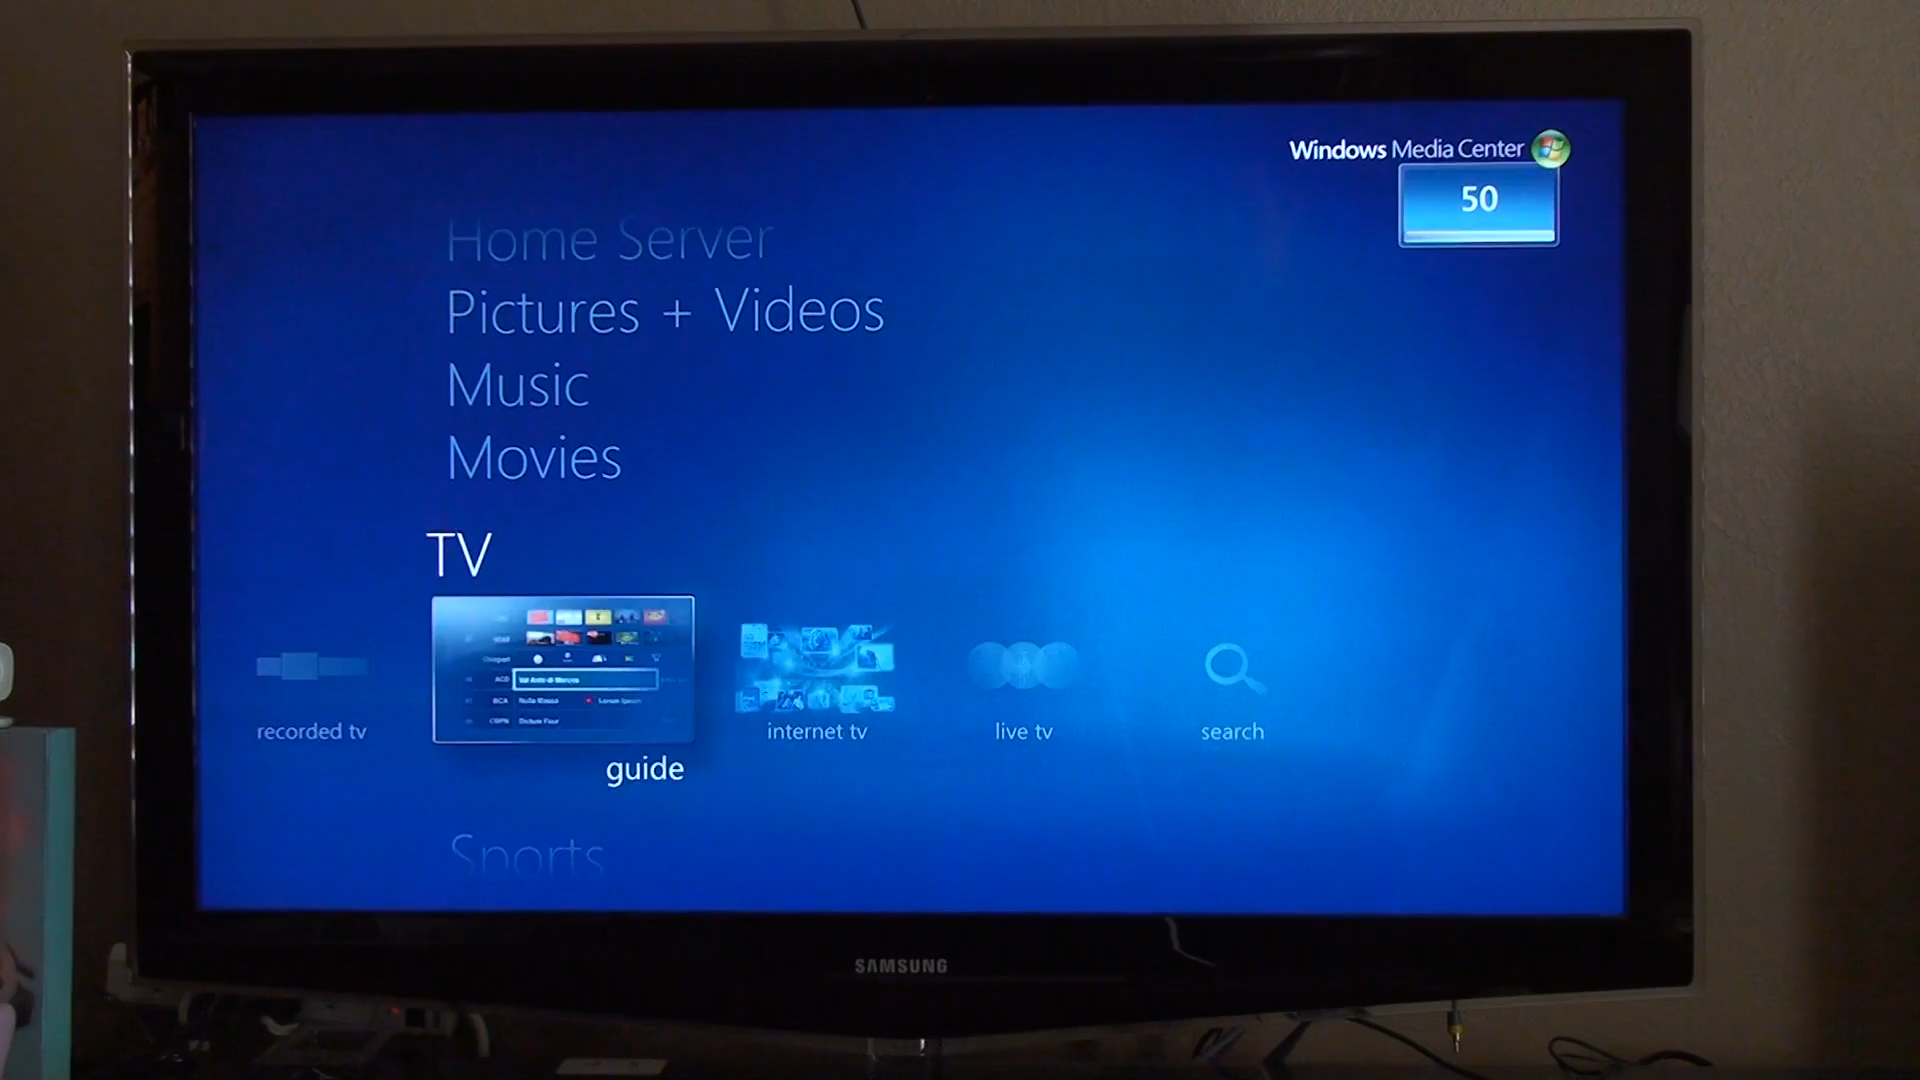 Windows Media Center
50
Home Server
Pictures + Videos
Music
Movies
TV
recorded tv
guide
internet tv
live tv
search
Sports
SAMSUNG